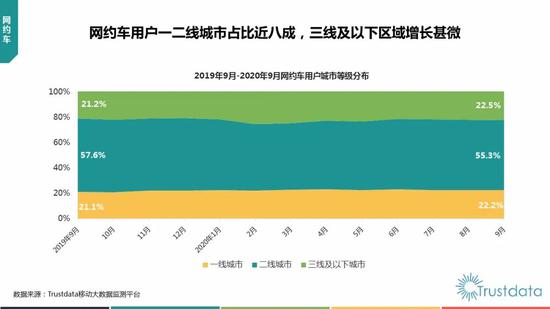 网约车
网约车用户一二线城市占比近八成，三线及以下区域增长甚微
2019年9月-2020年9月网约车用户城市等级分布
100%
80%
60%
40%
20%
0%
21.2%
22.5%
57.6%
55.3%
21.1%
22.2%
2019年9月
10月
11月
12月
2020年1月
2月
3月
4月
5月
6月
7月
8月
9月
一线城市 二线城市 三线及以下城市
数据来源：Trustdata移动大数据监测平台
Trustdata